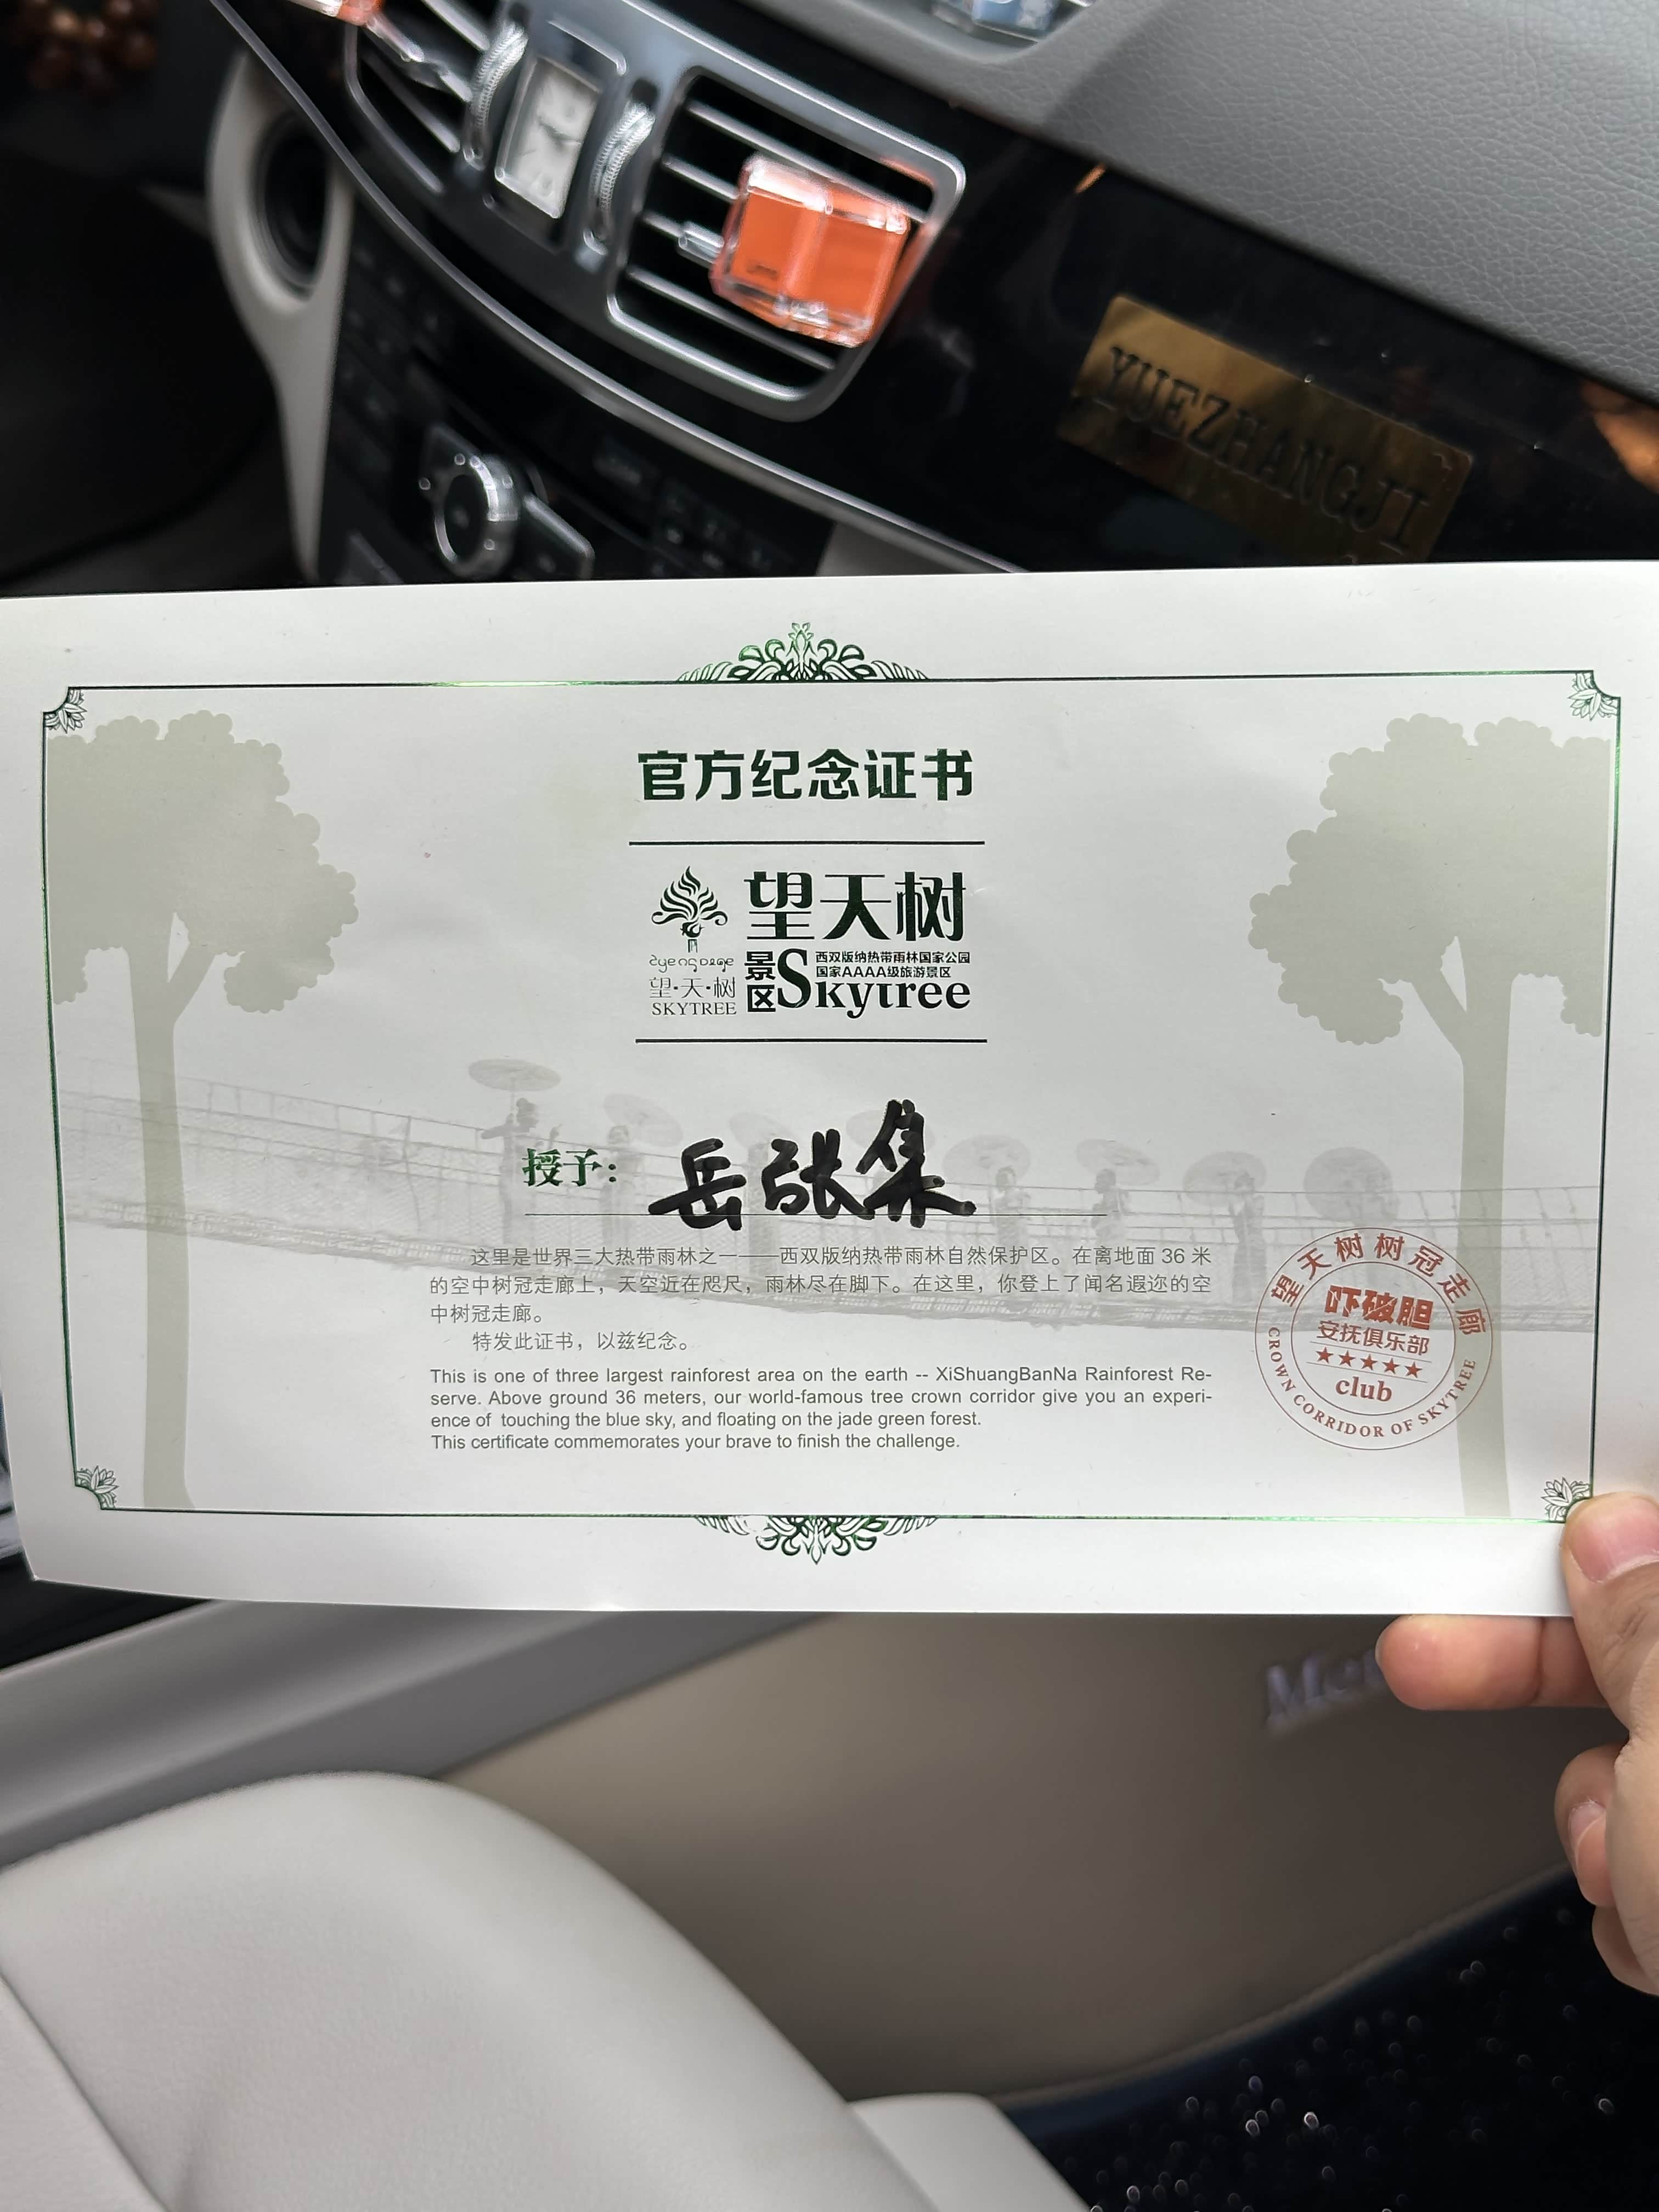 YUEZHANGJI
官方纪念证书
望天树
望·天·树
SKYTREE
景区
西双版纳热带雨林国家公园
国家AAAA级旅游景区
Skytree
授予：岳张集
这里是世界三大热带雨林之一——西双版纳热带雨林自然保护区。在离地面 36 米
的空中树冠走廊上，天空近在咫尺，雨林尽在脚下。在这里，你登上了闻名遐迩的空
中树冠走廊。
特发此证书，以兹纪念。
This is one of three largest rainforest area on the earth -- XiShuangBanNa Rainforest Re-
serve. Above ground 36 meters, our world-famous tree crown corridor give you an experi-
ence of touching the blue sky, and floating on the jade green forest.
This certificate commemorates your brave to finish the challenge.
望天树树冠走廊
吓破胆
安抚俱乐部
★★★★★
club
CROWN CORRIDOR OF SKYTREE